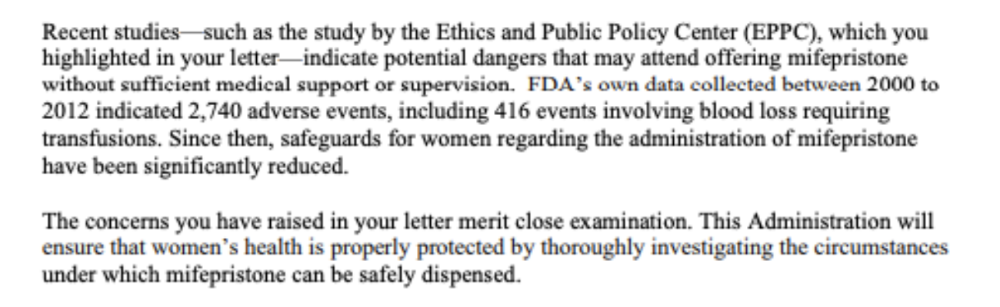 Recent studies—such as the study by the Ethics and Public Policy Center (EPPC), which you
highlighted in your letter—indicate potential dangers that may attend offering mifepristone
without sufficient medical support or supervision.  FDA's own data collected between 2000 to
2012 indicated 2,740 adverse events, including 416 events involving blood loss requiring
transfusions. Since then, safeguards for women regarding the administration of mifepristone
have been significantly reduced.
The concerns you have raised in your letter merit close examination. This Administration will
ensure that women's health is properly protected by thoroughly investigating the circumstances
under which mifepristone can be safely dispensed.